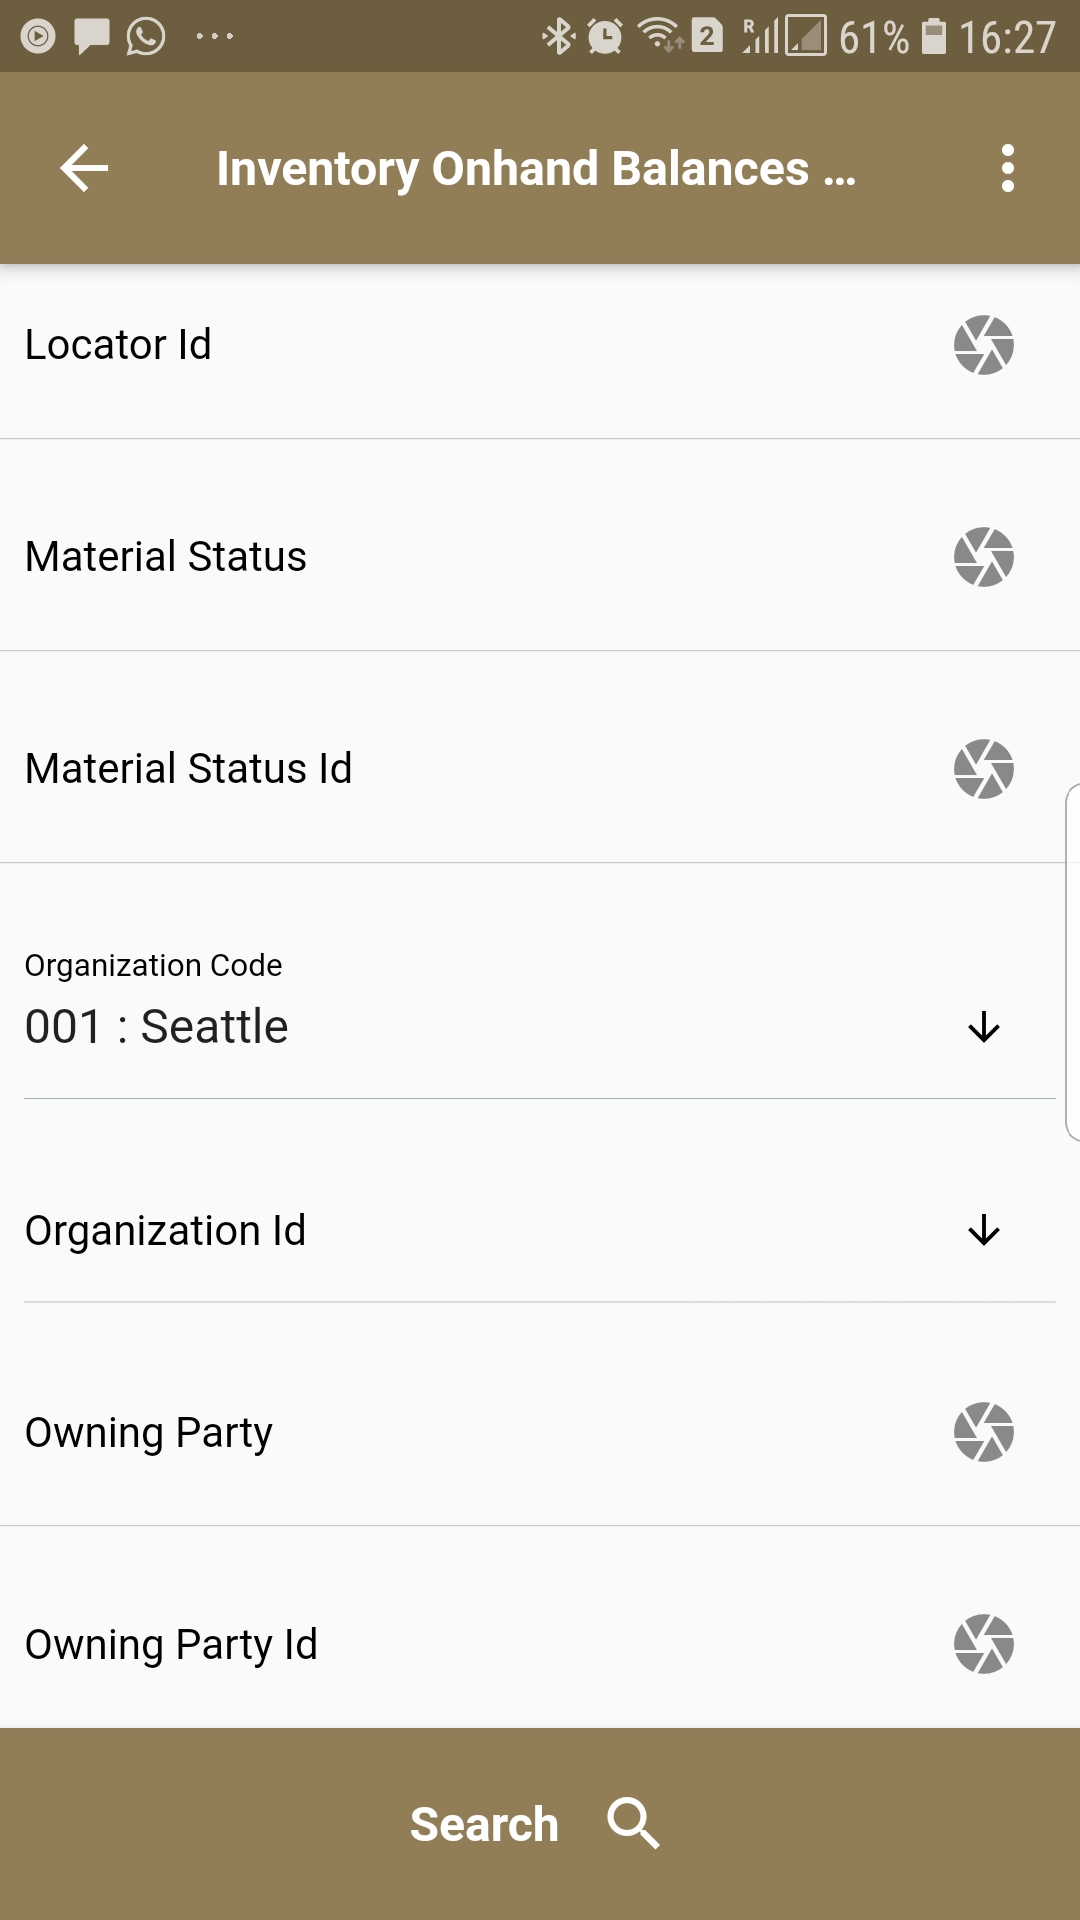 2 R 61% 16:27
Inventory Onhand Balances ...
Locator Id
Material Status
Material Status Id
Organization Code
001 : Seattle
Organization Id
Owning Party
Owning Party Id
Search